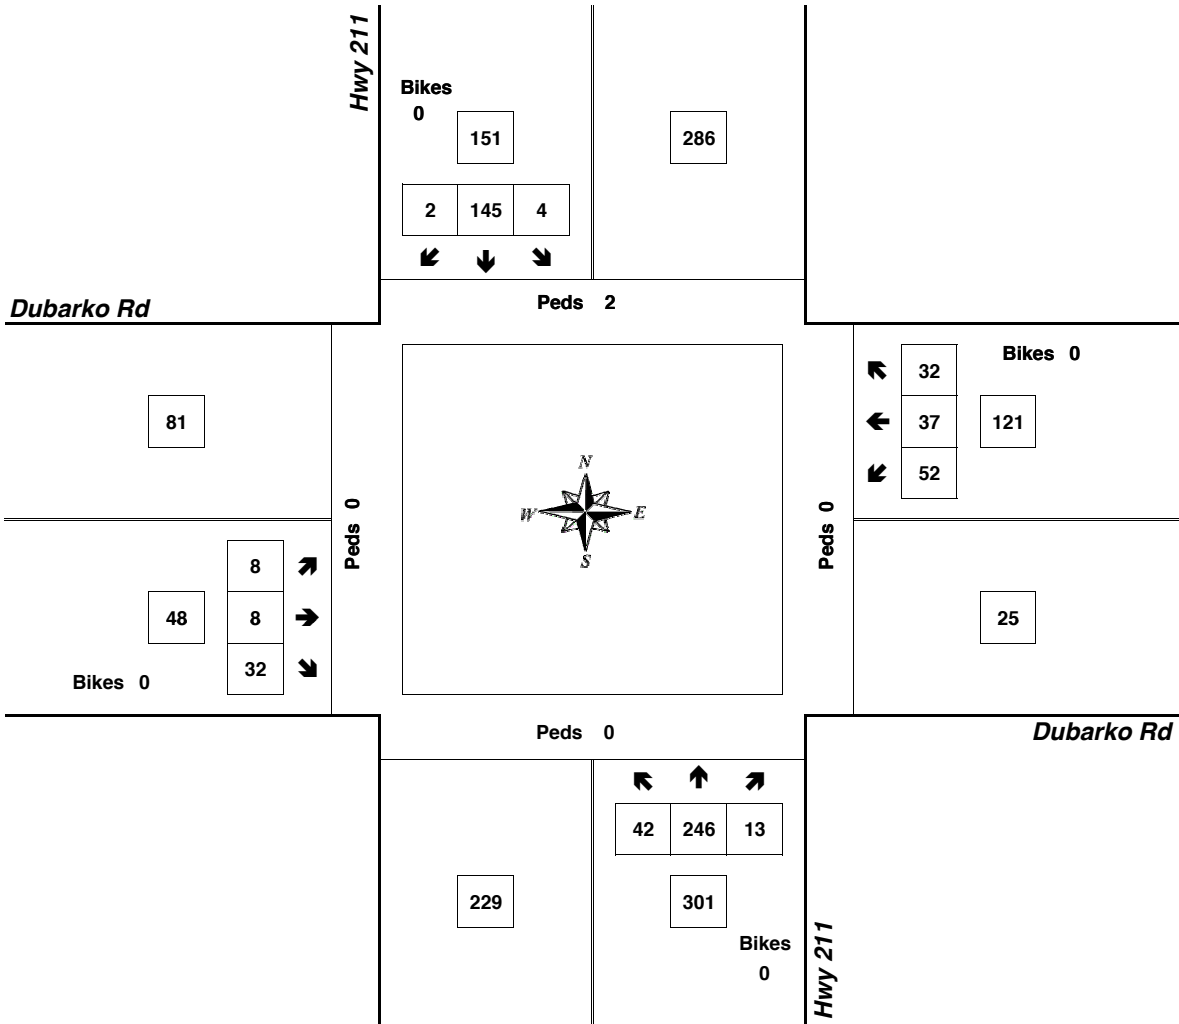 Hwy 211
Bikes
0
151
286
2 145 4
Peds 2
Dubarko Rd
Bikes 0
32
81
37
121
52
N
W E
S
Peds 0
Peds 0
8
48
8
25
32
Bikes 0
Peds 0
Dubarko Rd
42 246 13
229
301
Bikes
0
Hwy 211